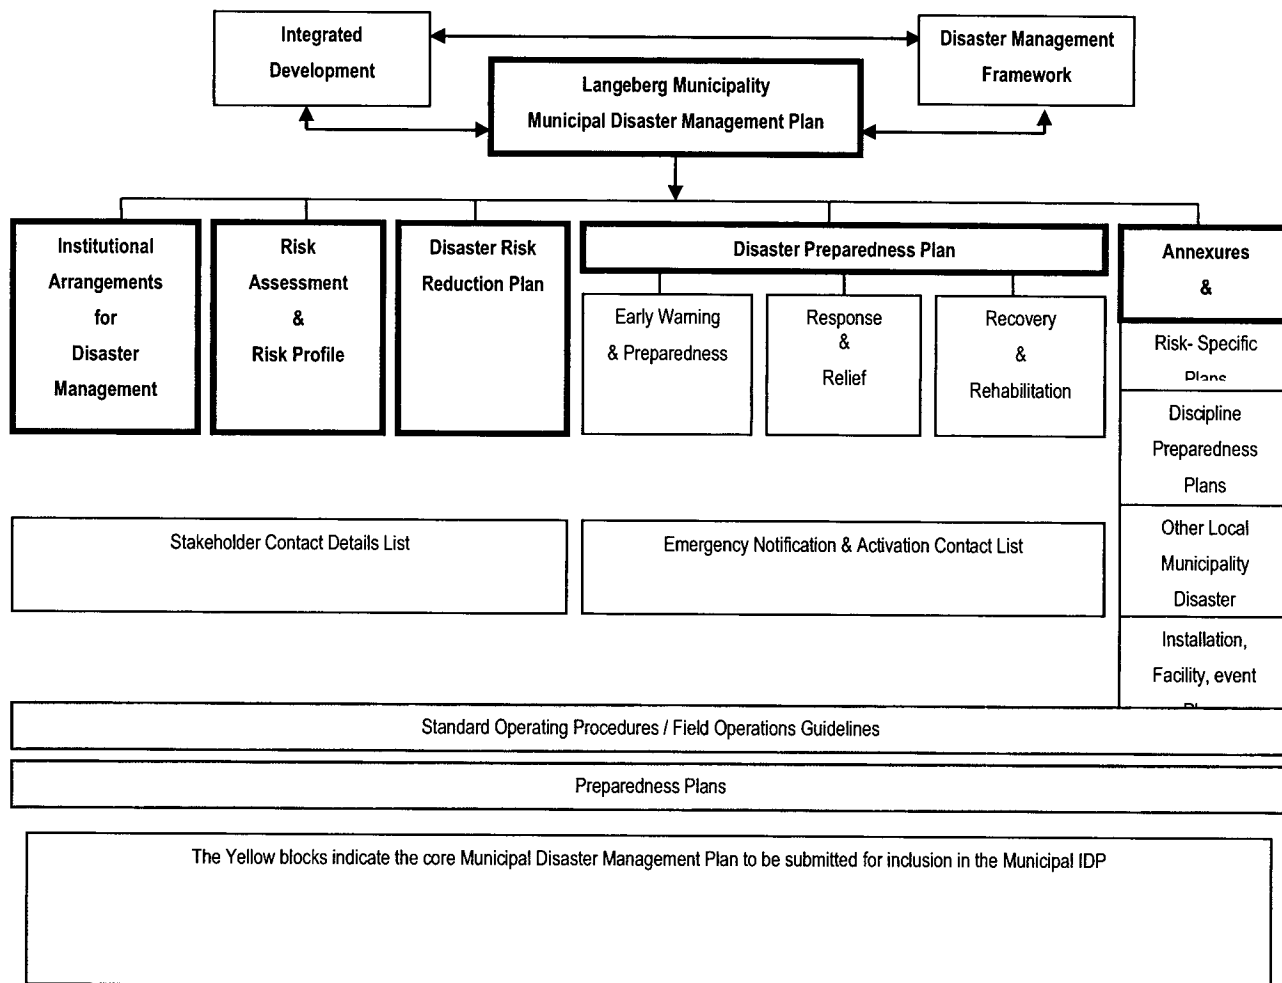 Integrated
Development
Disaster Management
Framework
Langeberg Municipality
Municipal Disaster Management Plan
Institutional
Arrangements
for
Disaster
Management
Risk
Assessment
&
Risk Profile
Disaster Risk
Reduction Plan
Disaster Preparedness Plan
Early Warning
& Preparedness
Response
&
Relief
Recovery
&
Rehabilitation
Annexures
&
Risk- Specific
Plans
Discipline
Preparedness
Plans
Other Local
Municipality
Disaster
Installation,
Facility, event
Stakeholder Contact Details List
Emergency Notification & Activation Contact List
Standard Operating Procedures / Field Operations Guidelines
Preparedness Plans
The Yellow blocks indicate the core Municipal Disaster Management Plan to be submitted for inclusion in the Municipal IDP